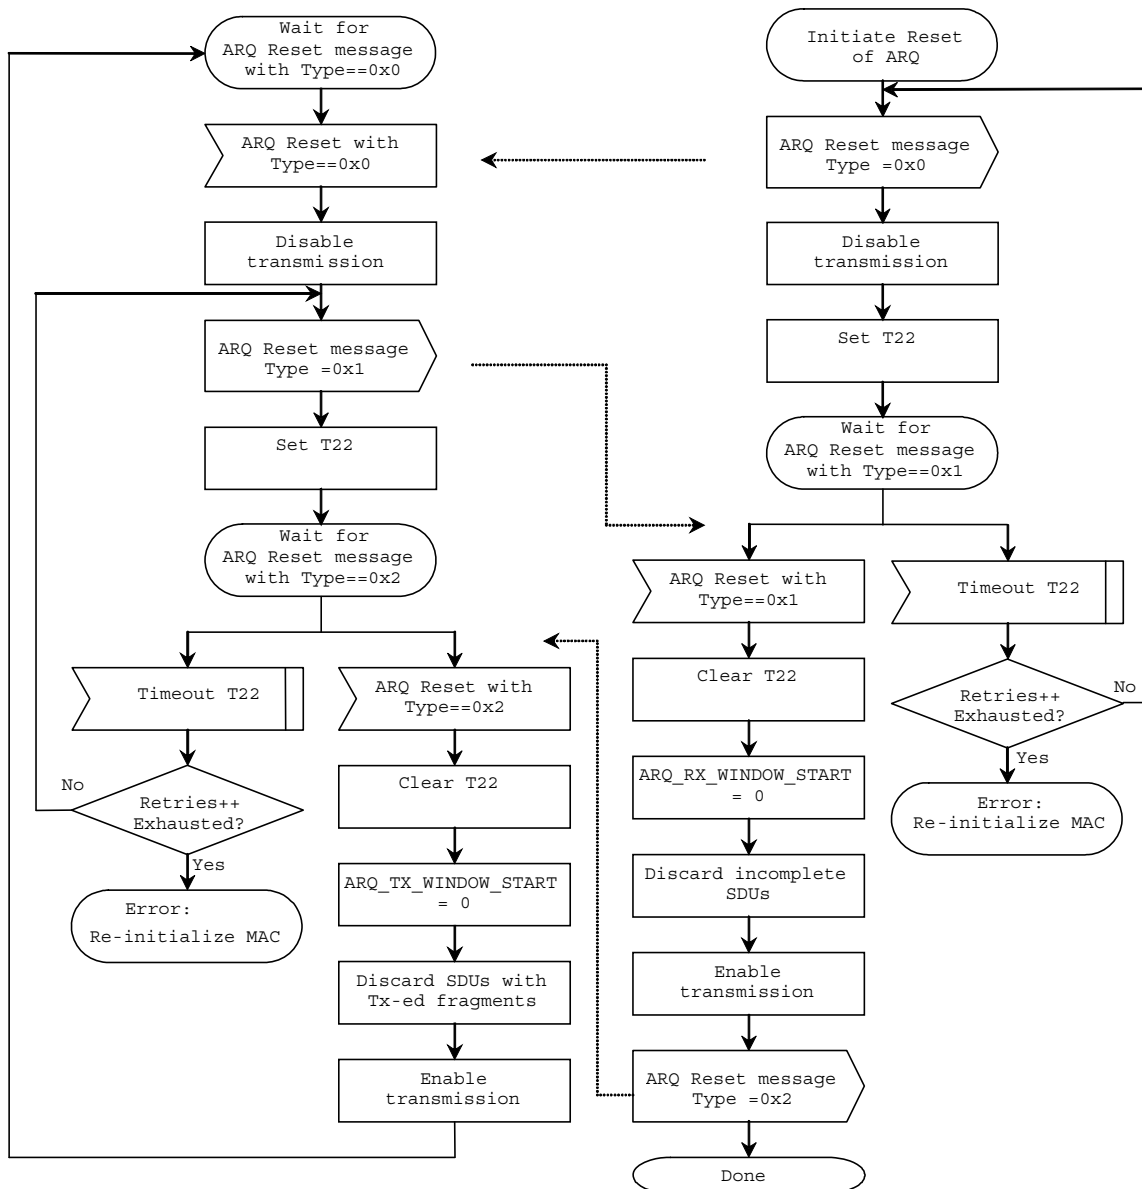 Wait for
ARQ Reset message
with Type==0x0
ARQ Reset with
Type==0x0
Disable
transmission
ARQ Reset message
Type =0x1
Set T22
Wait for
ARQ Reset message
with Type==0x2
Timeout T22
No
Retries++
Exhausted?
Yes
Error:
Re-initialize MAC
ARQ Reset with
Type==0x2
Clear T22
ARQ_TX_WINDOW_START
= 0
Discard SDUs with
Tx-ed fragments
Enable
transmission
Initiate Reset
of ARQ
ARQ Reset message
Type =0x0
Disable
transmission
Set T22
Wait for
ARQ Reset message
with Type==0x1
ARQ Reset with
Type==0x1
Clear T22
ARQ_RX_WINDOW_START
= 0
Discard incomplete
SDUs
Enable
transmission
ARQ Reset message
Type =0x2
Done
Timeout T22
Retries++
Exhausted?
No
Yes
Error:
Re-initialize MAC